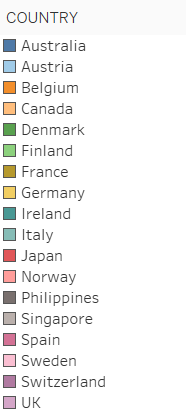 COUNTRY
Australia
Austria
Belgium
Canada
Denmark
Finland
France
Germany
Ireland
Italy
Japan
Norway
Philippines
Singapore
Spain
Sweden
Switzerland
UK